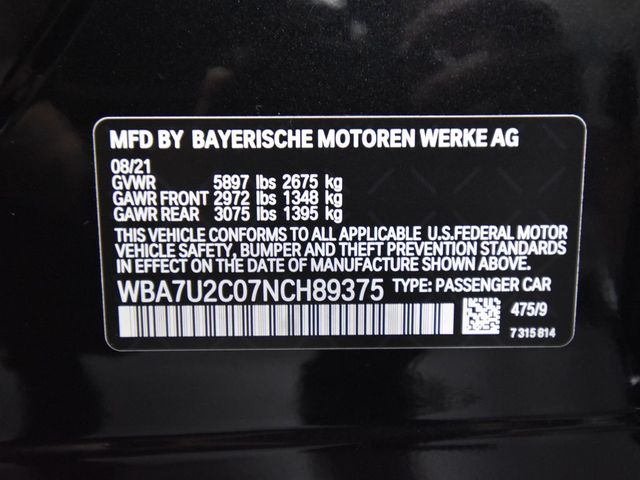 MFD BY BAYERISCHE MOTOREN WERKE AG
08/21
GVWR 5897 lbs 2675 kg
GAWR FRONT 2972 lbs 1348 kg
GAWR REAR 3075 lbs 1395 kg
THIS VEHICLE CONFORMS TO ALL APPLICABLE U.S.FEDERAL MOTOR
VEHICLE SAFETY, BUMPER AND THEFT PREVENTION STANDARDS
IN EFFECT ON THE DATE OF MANUFACTURE SHOWN ABOVE.
WBA7U2C07NCH89375 TYPE: PASSENGER CAR
475/9
7 315 814